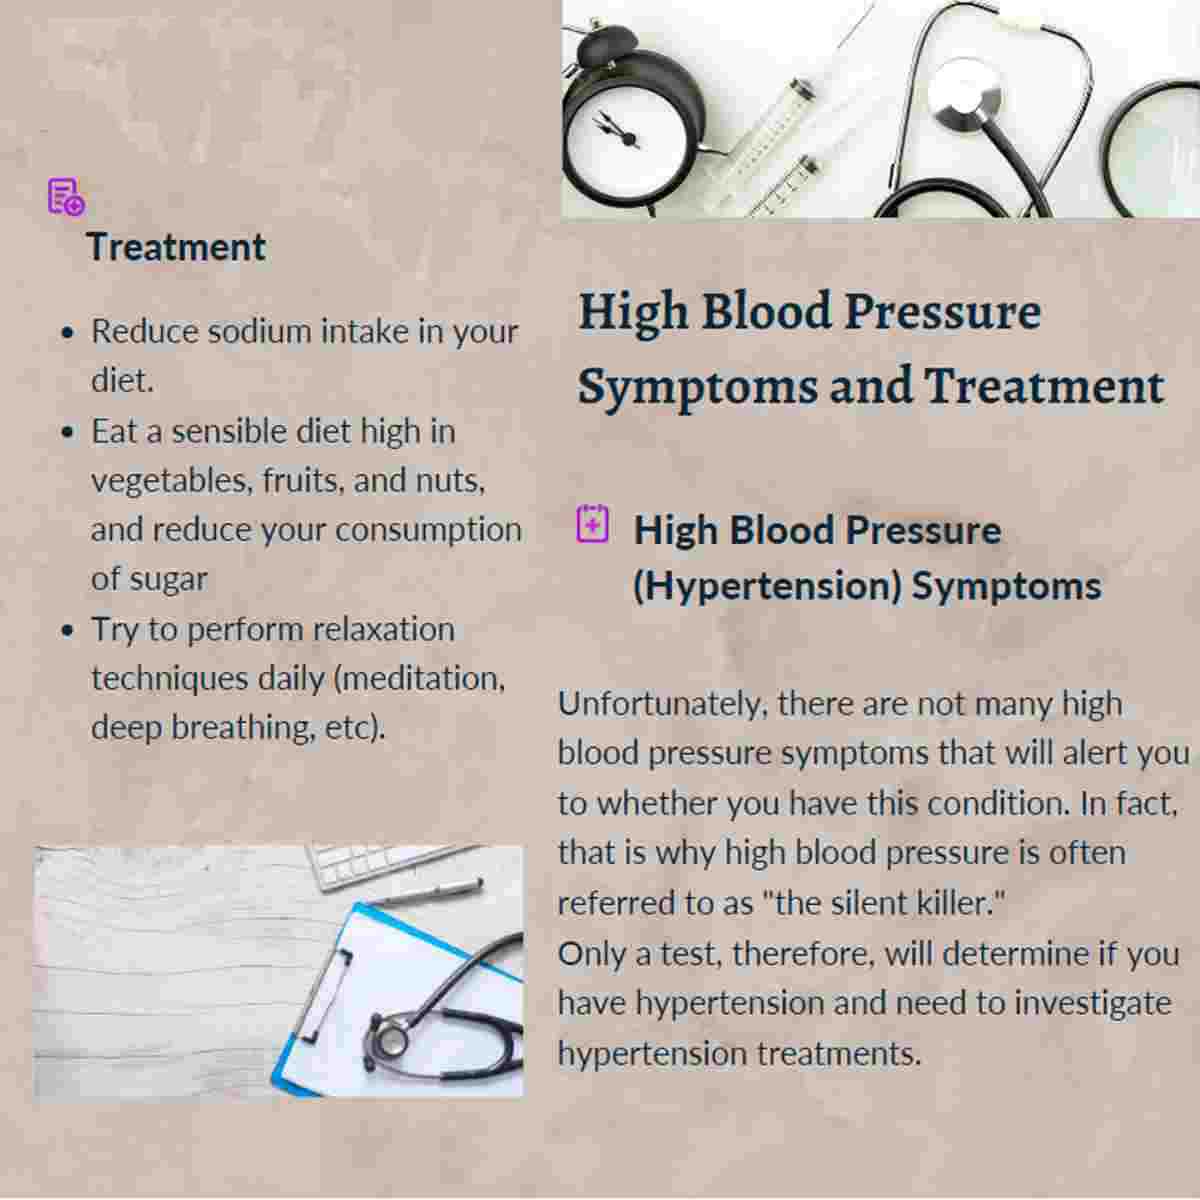 Treatment
Reduce sodium intake in your
diet.
Eat a sensible diet high in
vegetables, fruits, and nuts,
and reduce your consumption
of sugar
Try to perform relaxation
techniques daily (meditation,
deep breathing, etc).
High Blood Pressure
Symptoms and Treatment
High Blood Pressure
(Hypertension) Symptoms
Unfortunately, there are not many high
blood pressure symptoms that will alert you
to whether you have this condition. In fact,
that is why high blood pressure is often
referred to as "the silent killer."
Only a test, therefore, will determine if you
have hypertension and need to investigate
hypertension treatments.